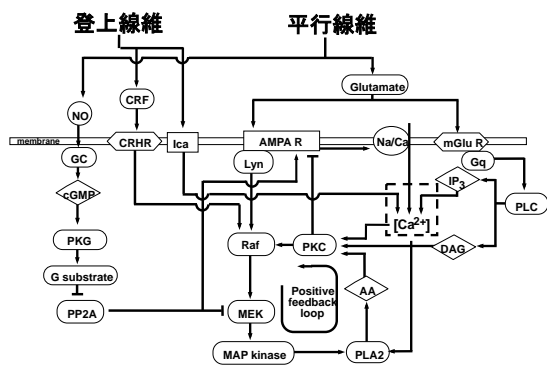 登上線維
平行線維
Glutamate
CRF
NO
membrane
CRHR
Ica
AMPA R
Na/Ca
mGlu R
GC
Lyn
Gq
cGMP
IP3
PLC
[Ca2+]
PKG
Raf
PKC
DAG
G substrate
Positive
feedback
loop
AA
PP2A
MEK
MAP kinase
PLA2